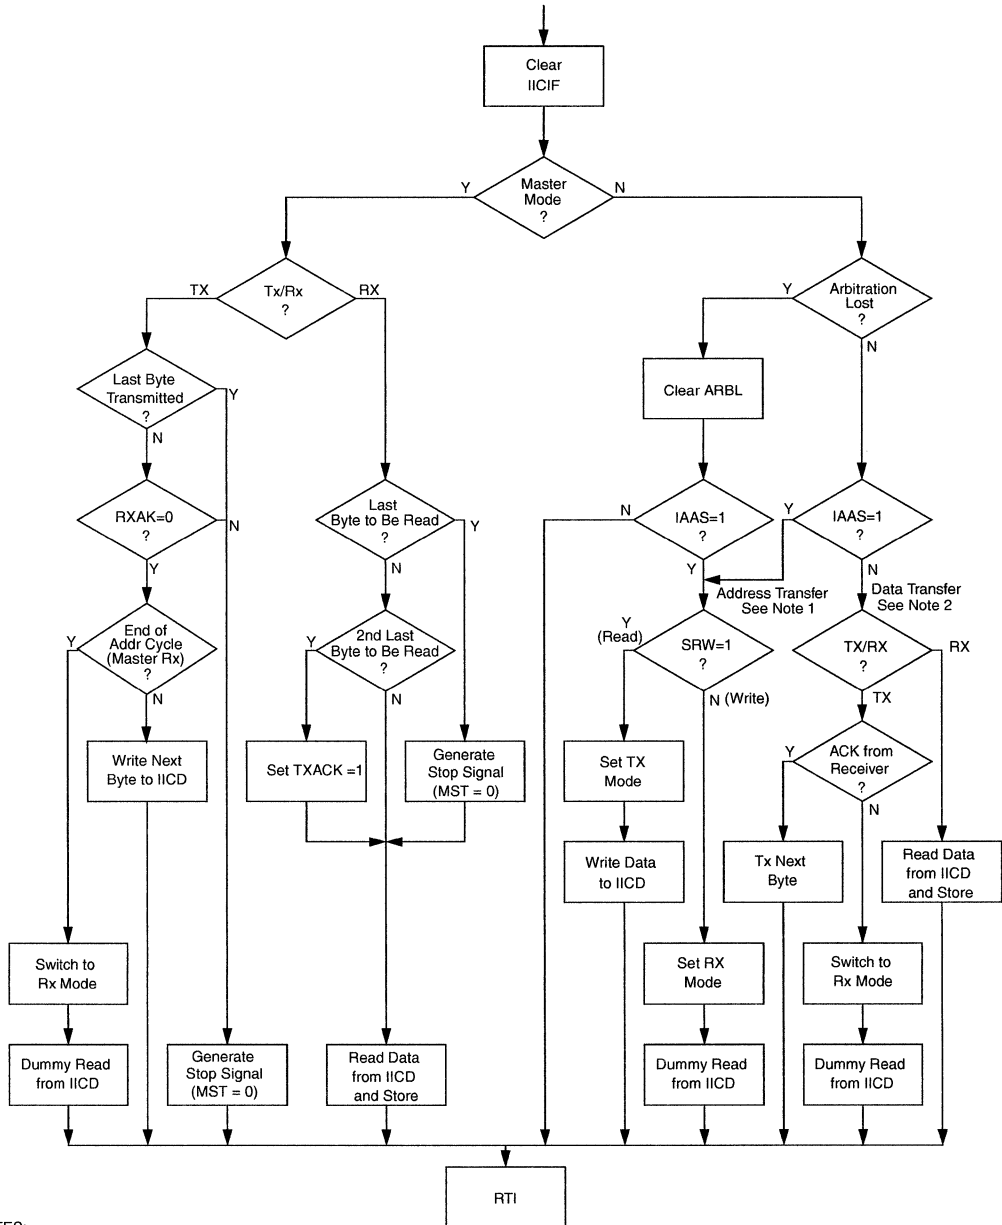 Clear
IICIF
Master
Mode
?
Y
N
Tx/Rx
?
TX
RX
Arbitration
Lost
?
Y
N
Last Byte
Transmitted
?
Y
N
Clear ARBL
RXAK=0
?
N
Y
Last
Byte to Be Read
?
Y
N
IAAS=1
?
N
Y
IAAS=1
?
Y
N
Address Transfer
See Note 1
Data Transfer
See Note 2
End of
Addr Cycle
(Master Rx)
?
Y
N
2nd Last
Byte to Be Read
?
Y
N
SRW=1
?
Y
(Read)
N (Write)
TX/RX
?
RX
TX
Write Next
Byte to IICD
Set TXACK =1
Generate
Stop Signal
(MST = 0)
Set TX
Mode
ACK from
Receiver
?
Y
N
Write Data
to IICD
Tx Next
Byte
Read Data
from IICD
and Store
Switch to
Rx Mode
Set RX
Mode
Switch to
Rx Mode
Dummy Read
from IICD
Generate
Stop Signal
(MST = 0)
Read Data
from IICD
and Store
Dummy Read
from IICD
Dummy Read
from IICD
RTI